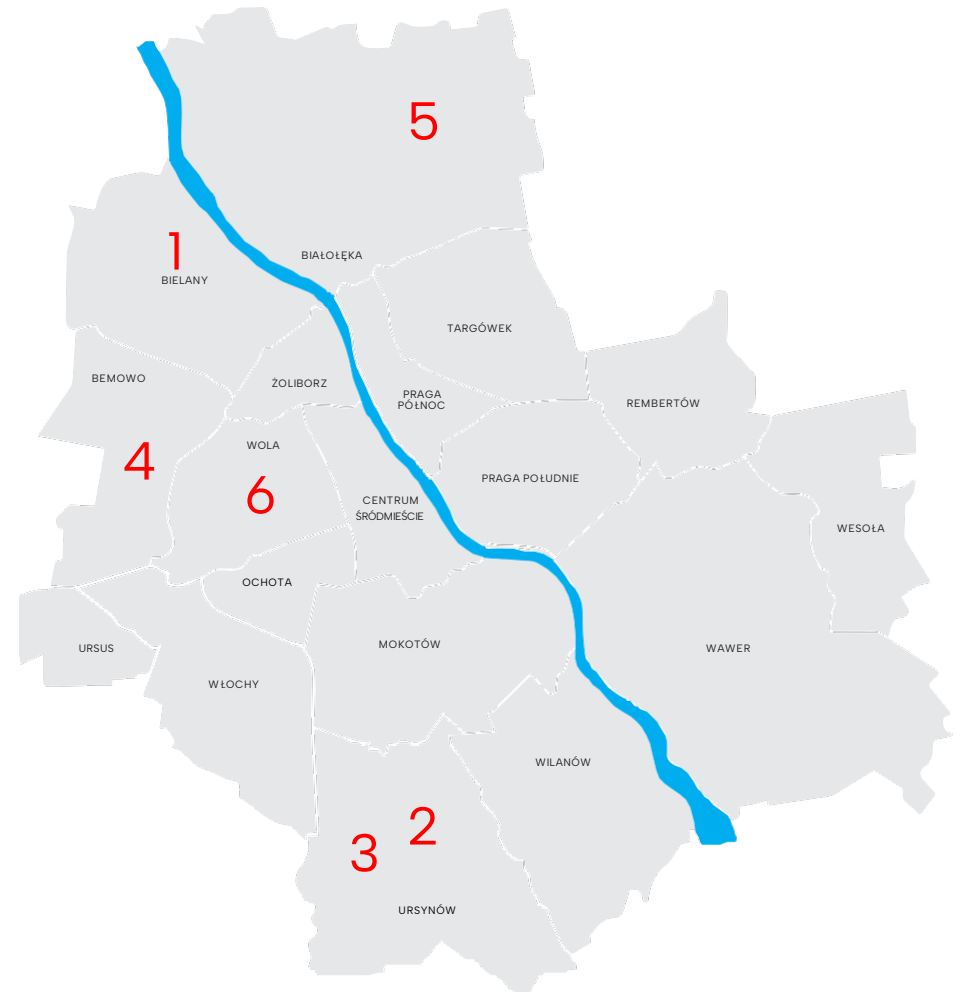 5
1
BIAŁOŁĘKA
BIELANY
TARGÓWEK
BEMOWO
ŻOLIBORZ
PRAGA
PÓŁNOC
REMBERTÓW
WOLA
4
6
PRAGA POŁUDNIE
CENTRUM
ŚRÓDMIEŚCIE
WESOŁA
OCHOTA
MOKOTÓW
URSUS
WAWER
WŁOCHY
WILANÓW
2
3
URSYNÓW